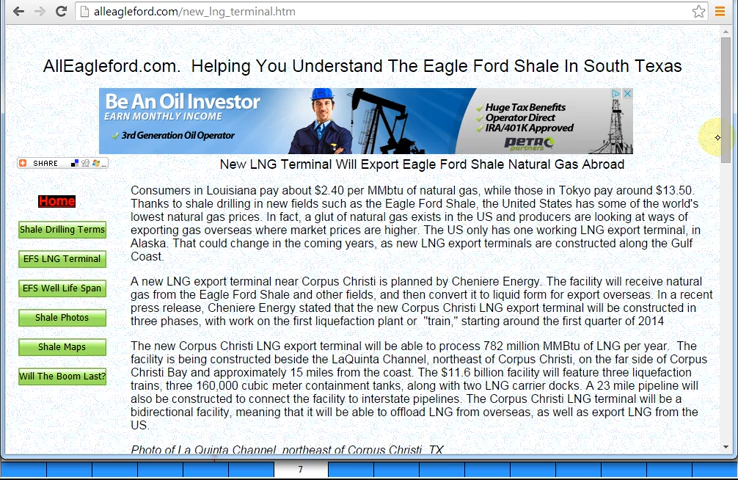 alleagleford.com/new_lng_terminal.htm
AllEagleford.com. Helping You Understand The Eagle Ford Shale In South Texas
Be An Oil Investor
EARN MONTHLY INCOME
3rd Generation Oil Operator
Huge Tax Benefits
Operator Direct
IRA/401K Approved
PETRO
partners
SHARE
New LNG Terminal Will Export Eagle Ford Shale Natural Gas Abroad
Home
Shale Drilling Terms
EFS LNG Terminal
EFS Well Life Span
Shale Photos
Shale Maps
Will The Boom Last?
Consumers in Louisiana pay about $2.40 per MMbtu of natural gas, while those in Tokyo pay around $13.50.
Thanks to shale drilling in new fields such as the Eagle Ford Shale, the United States has some of the world's
lowest natural gas prices. In fact, a glut of natural gas exists in the US and producers are looking at ways of
exporting gas overseas where market prices are higher. The US only has one working LNG export terminal, in
Alaska. That could change in the coming years, as new LNG export terminals are constructed along the Gulf
Coast.
A new LNG export terminal near Corpus Christi is planned by Cheniere Energy. The facility will receive natural
gas from the Eagle Ford Shale and other fields, and then convert it to liquid form for export overseas. In a recent
press release, Cheniere Energy stated that the new Corpus Christi LNG export terminal will be constructed in
three phases, with work on the first liquefaction plant or "train," starting around the first quarter of 2014
The new Corpus Christi LNG export terminal will be able to process 782 million MMBtu of LNG per year. The
facility is being constructed beside the LaQuinta Channel, northeast of Corpus Christi, on the far side of Corpus
Christi Bay and approximately 15 miles from the coast. The $11.6 billion facility will feature three liquefaction
trains, three 160,000 cubic meter containment tanks, along with two LNG carrier docks. A 23 mile pipeline will
also be constructed to connect the facility to interstate pipelines. The Corpus Christi LNG terminal will be a
bidirectional facility, meaning that it will be able to offload LNG from overseas, as well as export LNG from the
US.
Photo of La Quinta Channel, northeast of Corpus Christi, TX
7